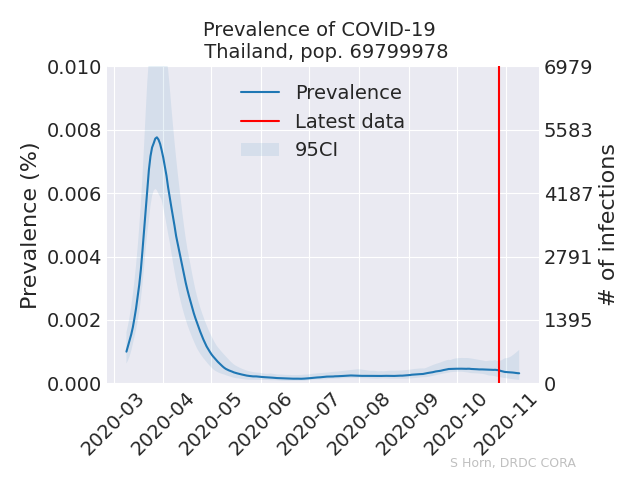 Prevalence of COVID-19
Thailand, pop. 69799978
0.010
0.008
0.006
0.004
0.002
0.000
Prevalence (%)
Prevalence
Latest data
95CI
6979
5583
4187
2791
1395
0
# of infections
2020-03
2020-04
2020-05
2020-06
2020-07
2020-08
2020-09
2020-10
2020-11
S Horn, DRDC CORA